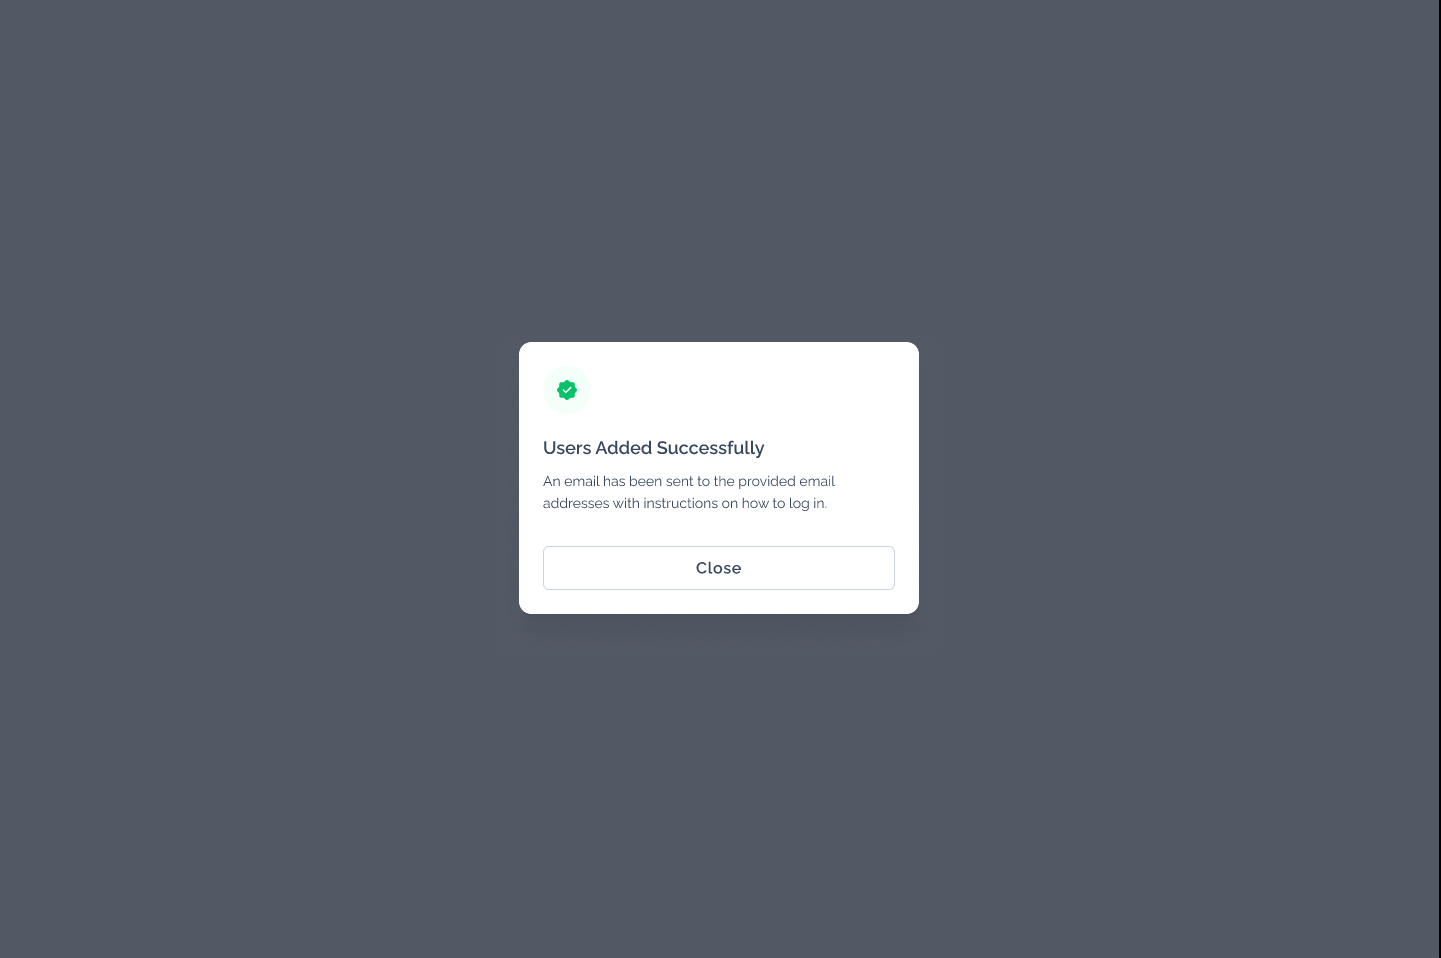 Users Added Successfully
An email has been sent to the provided email
addresses with instructions on how to log in.
Close